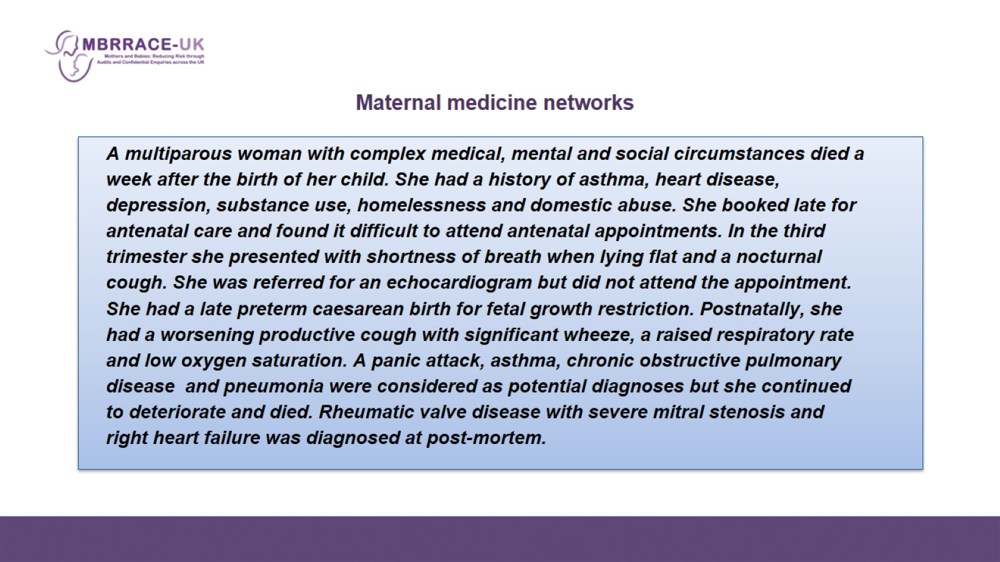 MBRRACE-UK
Mothers and Babies: Reducing Risk through
Audits and Confidential Enquiries across the UK
Maternal medicine networks
A multiparous woman with complex medical, mental and social circumstances died a
week after the birth of her child. She had a history of asthma, heart disease,
depression, substance use, homelessness and domestic abuse. She booked late for
antenatal care and found it difficult to attend antenatal appointments. In the third
trimester she presented with shortness of breath when lying flat and a nocturnal
cough. She was referred for an echocardiogram but did not attend the appointment.
She had a late preterm caesarean birth for fetal growth restriction. Postnatally, she
had a worsening productive cough with significant wheeze, a raised respiratory rate
and low oxygen saturation. A panic attack, asthma, chronic obstructive pulmonary
disease  and pneumonia were considered as potential diagnoses but she continued
to deteriorate and died. Rheumatic valve disease with severe mitral stenosis and
right heart failure was diagnosed at post-mortem.